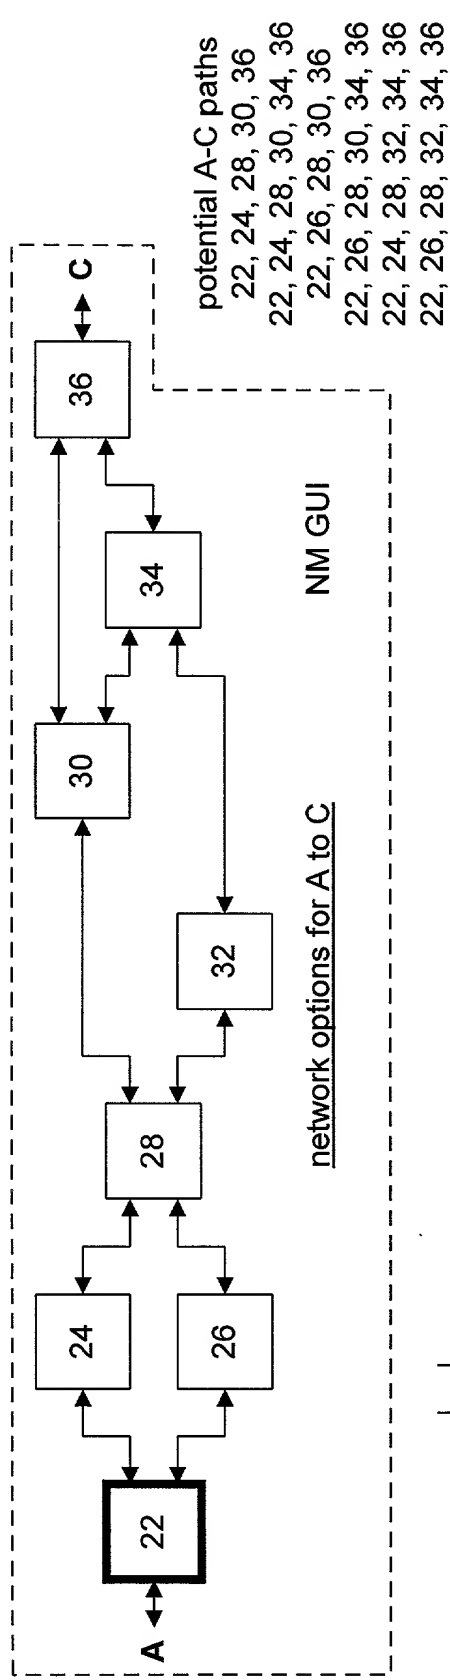 A
22
24
26
28
32
30
34
36
C
network options for A to C
NM GUI
potential A-C paths
22, 24, 28, 30, 36
22, 24, 28, 30, 34, 36
22, 26, 28, 30, 36
22, 26, 28, 30, 34, 36
22, 24, 28, 32, 34, 36
22, 26, 28, 32, 34, 36